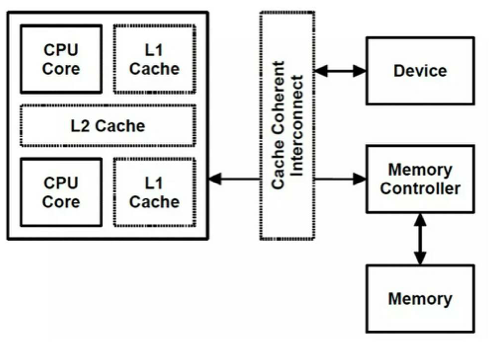 CPU
Core
L1
Cache
L2 Cache
CPU
Core
L1
Cache
Cache Coherent
Interconnect
Device
Memory
Controller
Memory